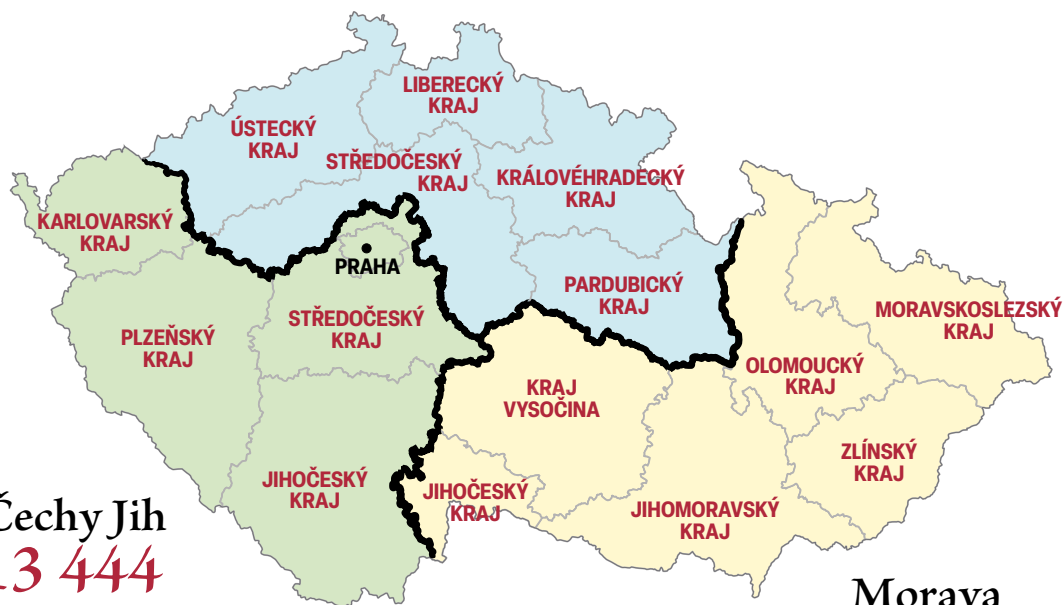 LIBERECKÝ
KRAJ
ÚSTECKÝ
KRAJ
STŘEDOČESKÝ
KRAJ
KRÁLOVÉHRADECKÝ
KRAJ
KARLOVARSKÝ
KRAJ
PRAHA
PARDUBICKÝ
KRAJ
MORAVSKOSLEZSKÝ
KRAJ
STŘEDOČESKÝ
KRAJ
PLZEŇSKÝ
KRAJ
OLOMOUCKÝ
KRAJ
KRAJ
VYSOČINA
ZLÍNSKÝ
KRAJ
JIHOČESKÝ
KRAJ
JIHOČESKÝ
KRAJ
JIHOMORAVSKÝ
KRAJ
Čechy Jih
13 444
Morava